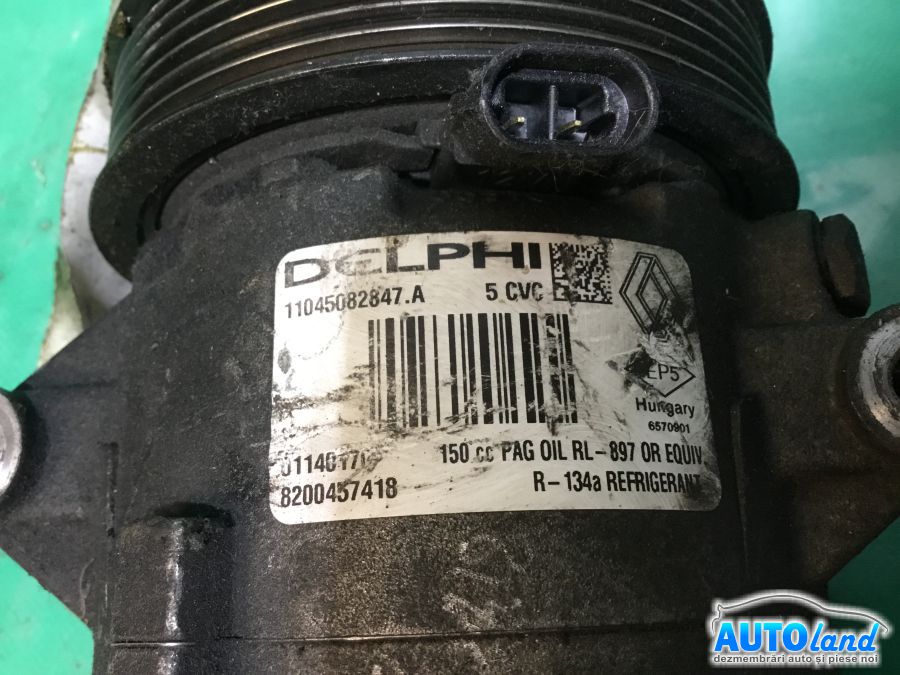 DELPHI
11045082847.A 5 CVC
EP5
Hungary
6570901
150 cc PAG OIL RL-897 OR EQUIV
8200457418 R-134a REFRIGERANT
AUTOland
dezmembrări auto și piese noi